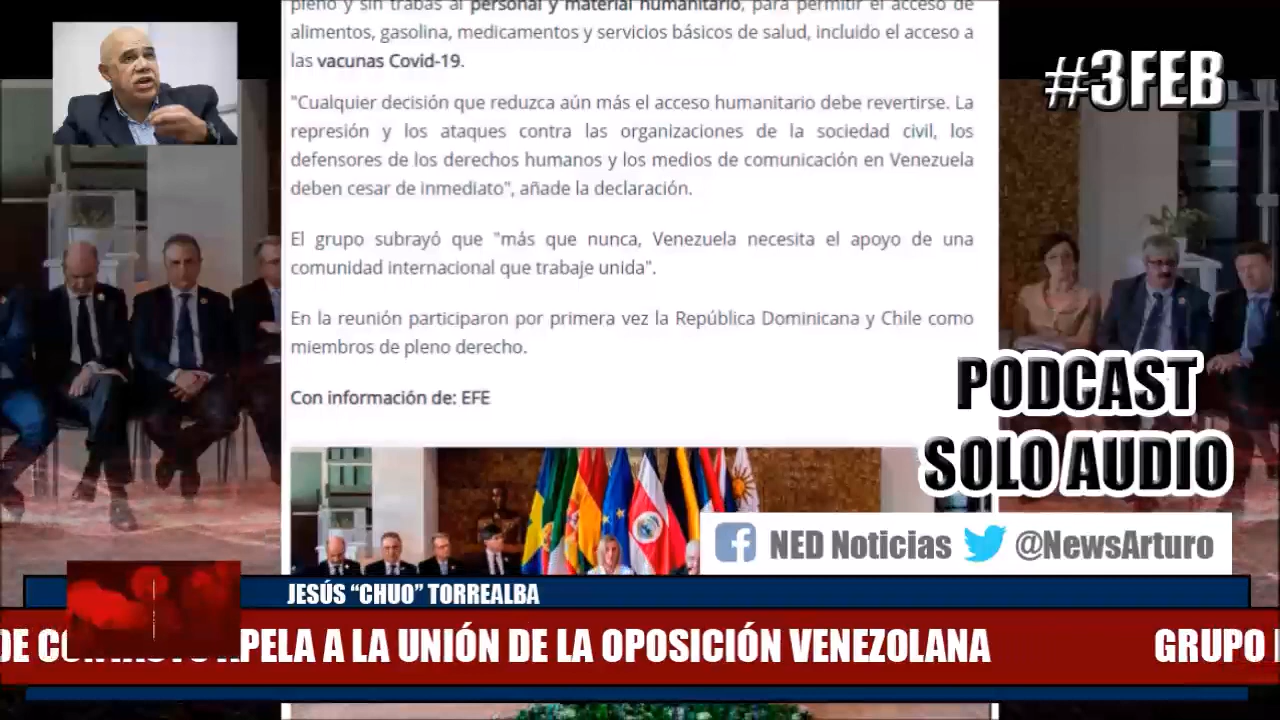 pleno y sin trabas al personal y material humanitario, para permitir el acceso de
alimentos, gasolina, medicamentos y servicios básicos de salud, incluido el acceso a
las vacunas Covid-19.
"Cualquier decisión que reduzca aún más el acceso humanitario debe revertirse. La
represión y los ataques contra las organizaciones de la sociedad civil, los
defensores de los derechos humanos y los medios de comunicación en Venezuela
deben cesar de inmediato", añade la declaración.
El grupo subrayó que "más que nunca, Venezuela necesita el apoyo de una
comunidad internacional que trabaje unida".
En la reunión participaron por primera vez la República Dominicana y Chile como
miembros de pleno derecho.
Con información de: EFE
#3FEB
PODCAST
SOLO AUDIO
NED Noticias @NewsArturo
JESÚS “CHUO” TORREALBA
DE PELA A LA UNIÓN DE LA OPOSICIÓN VENEZOLANA GRUPO